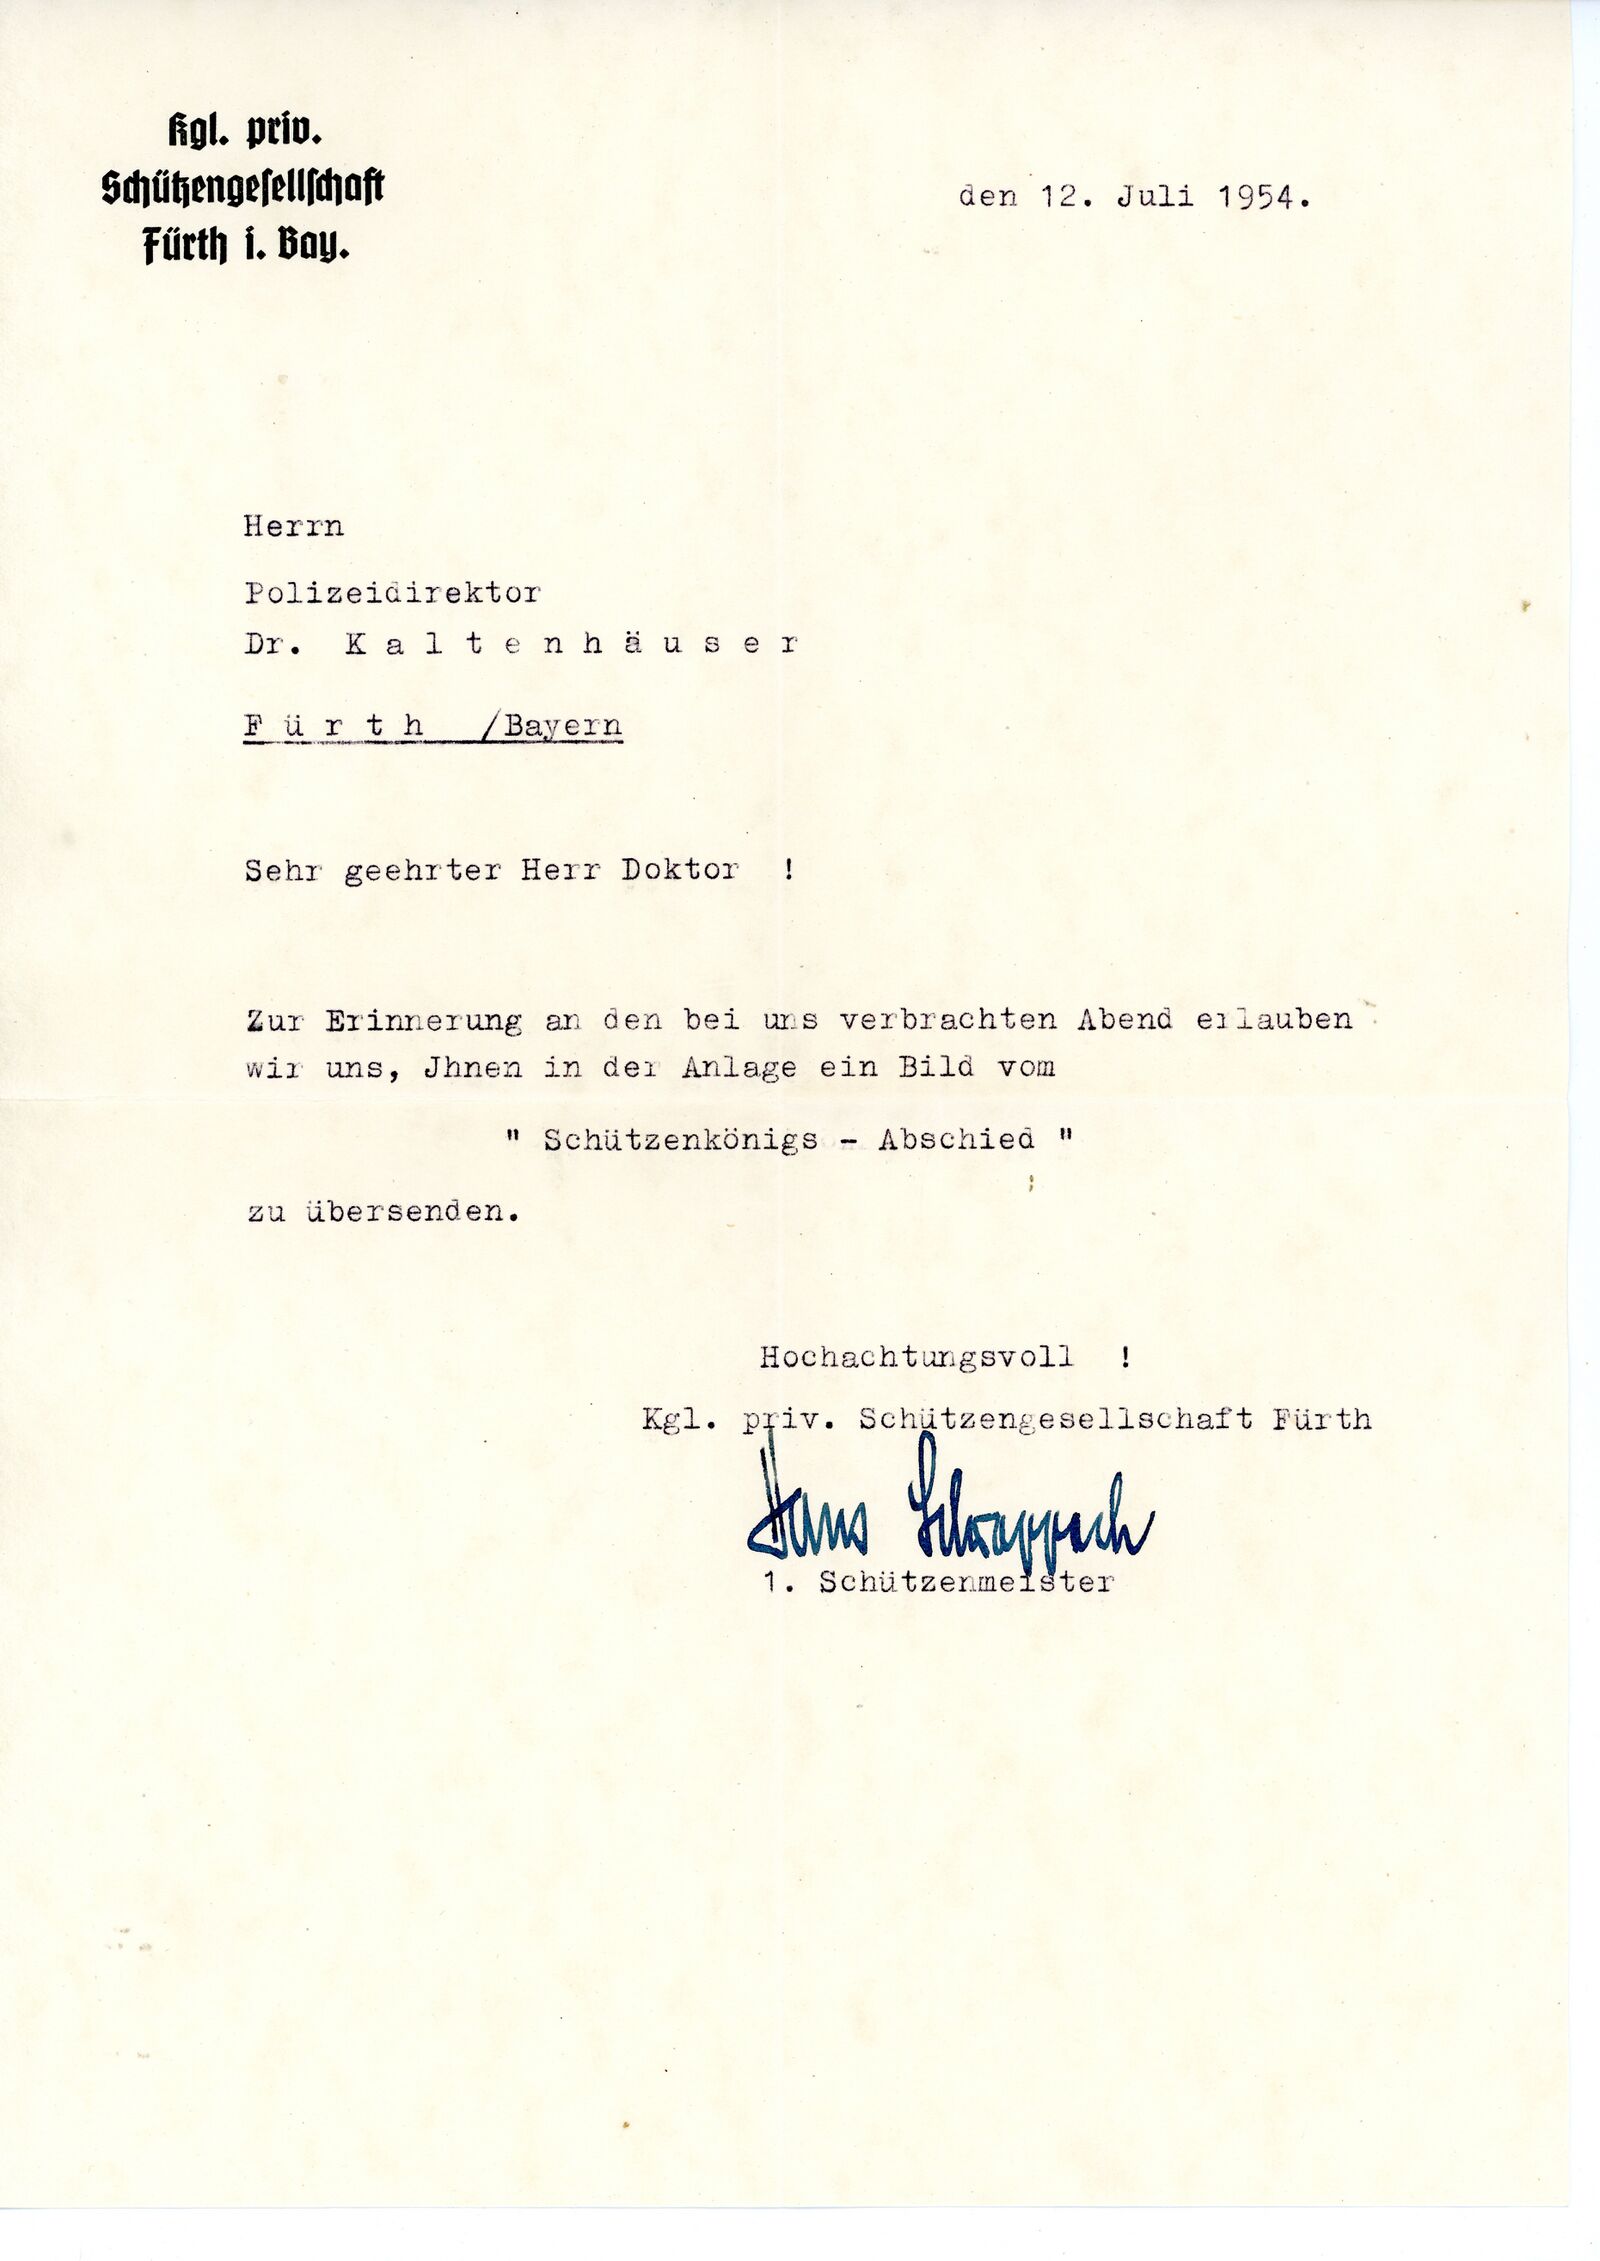 Kgl. priv.
Schützengesellschaft
Fürth i. Bay.
den 12. Juli 1954.
Herrn
Polizeidirektor
Dr. K a l t e n h ä u s e r
F ü r t h /Bayern
Sehr geehrter Herr Doktor !
Zur Erinnerung an den bei uns verbrachten Abend erlauben
wir uns, Jhnen in der Anlage ein Bild vom
" Schützenkönigs - Abschied "
zu übersenden.
Hochachtungsvoll !
Kgl. priv. Schützengesellschaft Fürth
Hans
1. Schützenmeister